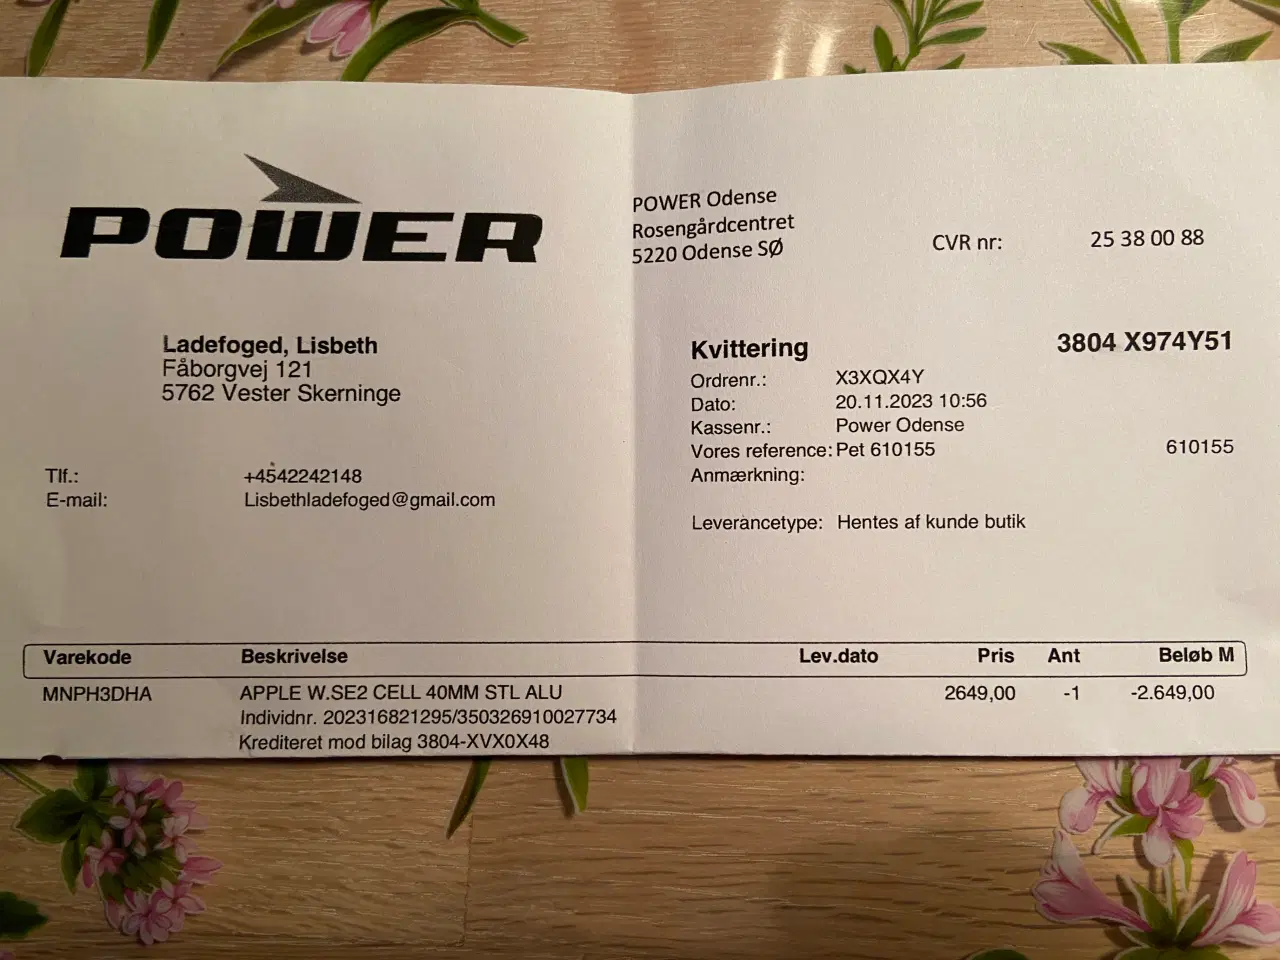 POWER
POWER Odense
Rosengårdcentret
5220 Odense SØ
CVR nr: 25 38 00 88
Ladefoged, Lisbeth
Fåborgvej 121
5762 Vester Skerninge
Tlf.: +4542242148
E-mail: Lisbethladefoged@gmail.com
Kvittering 3804 X974Y51
Ordrenr.: X3XQX4Y
Dato: 20.11.2023 10:56
Kassenr.: Power Odense
Vores reference: Pet 610155 610155
Anmærkning:
Leverancetype: Hentes af kunde butik
Varekode Beskrivelse Lev.dato Pris Ant Beløb M
MNPH3DHA APPLE W.SE2 CELL 40MM STL ALU 2649,00 -1 -2.649,00
Individnr. 202316821295/350326910027734
Krediteret mod bilag 3804-XVX0X48